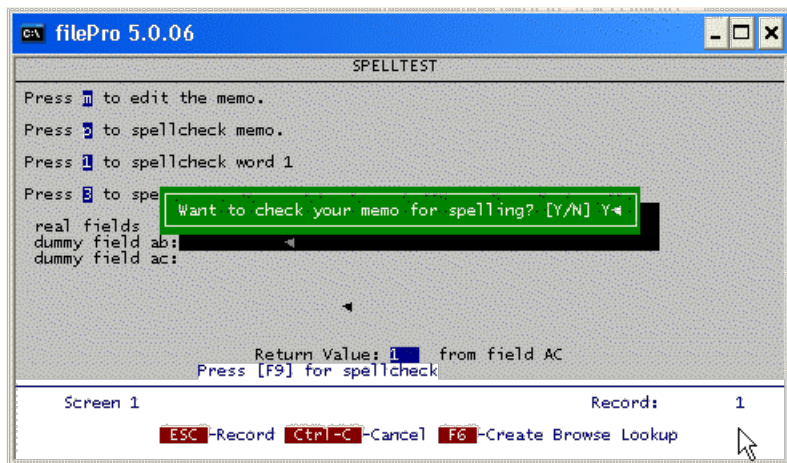 filePro 5.0.06
SPELLTEST
Press m to edit the memo.
Press p to spellcheck memo.
Press 1 to spellcheck word 1
Press 3 to spe
Want to check your memo for spelling? [Y/N] Y
real fields
dummy field ab:
dummy field ac:
Return Value: 1 from field AC
Press [F9] for spellcheck
Screen 1 Record: 1
ESC -Record Ctrl-C -Cancel F6 -Create Browse Lookup